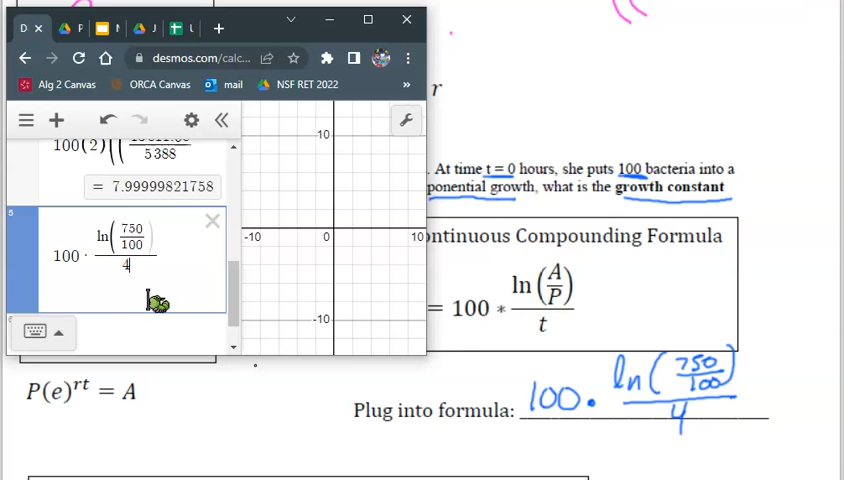 D P N J L
desmos.com/calc...
Alg 2 Canvas ORCA Canvas mail NSF RET 2022
r
. At time t = 0 hours, she puts 100 bacteria into a
ponential growth, what is the growth constant
100(2)((
5388
= 7.99999821758
5
100 · ln(750/100)/4
10
-10 0 10
-10
ontinuous Compounding Formula
= 100 * ln(A/P)/t
P(e)^rt = A
Plug into formula: 100 · ln(750/100)/4